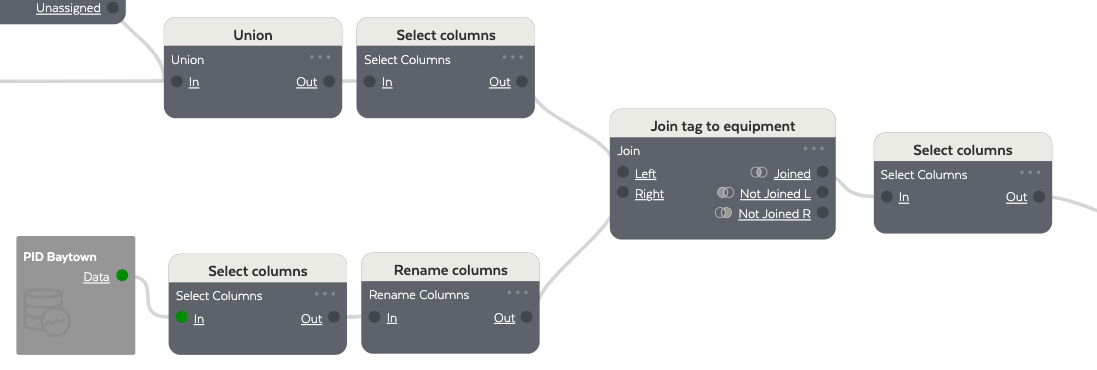 Unassigned
Union
Union
In Out
Select columns
Select Columns
In Out
Join tag to equipment
Join
Left Joined
Right Not Joined L
Not Joined R
Select columns
Select Columns
In Out
PID Baytown
Data
Select columns
Select Columns
In Out
Rename columns
Rename Columns
In Out